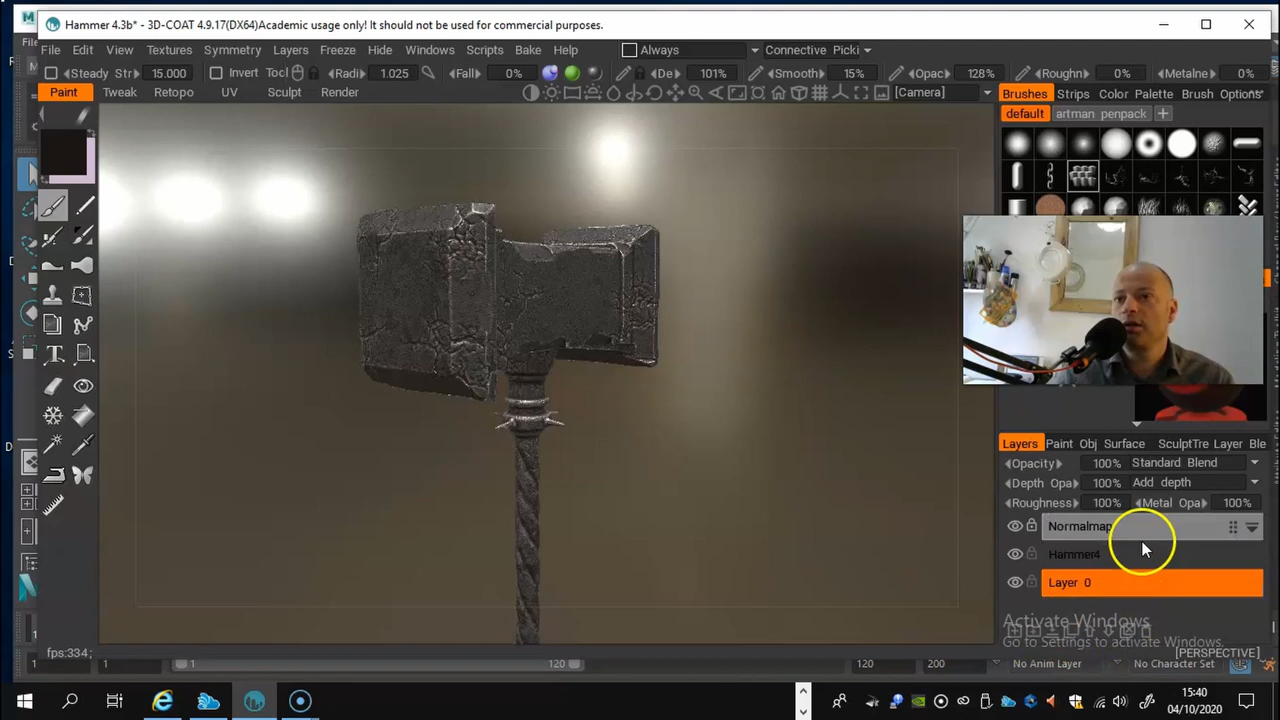 Hammer 4.3b* - 3D-COAT 4.9.17(DX64)Academic usage only! It should not be used for commercial purposes.
File Edit View Textures Symmetry Layers Freeze Hide Windows Scripts Bake Help Always Connective Picki
Steady Str 15.000 Invert Tool Radi 1.025 Fall 0% De 101% Smooth 15% Opac 128% Roughn 0% Metalne 0%
Paint Tweak Retopo UV Sculpt Render [Camera] Brushes Strips Color Palette Brush Options
default artman penpack
Layers Paint Obj Surface SculptTre Layer Ble
Opacity 100% Standard Blend
Depth Opa 100% Add depth
Roughness 100% Metal Opa 100%
Normalmap
Hammer4
Layer 0
Activate Windows
Go to Settings to activate Windows.
fps:334; [PERSPECTIVE]
1 1 120 120 200 No Anim Layer No Character Set
15:40
04/10/2020